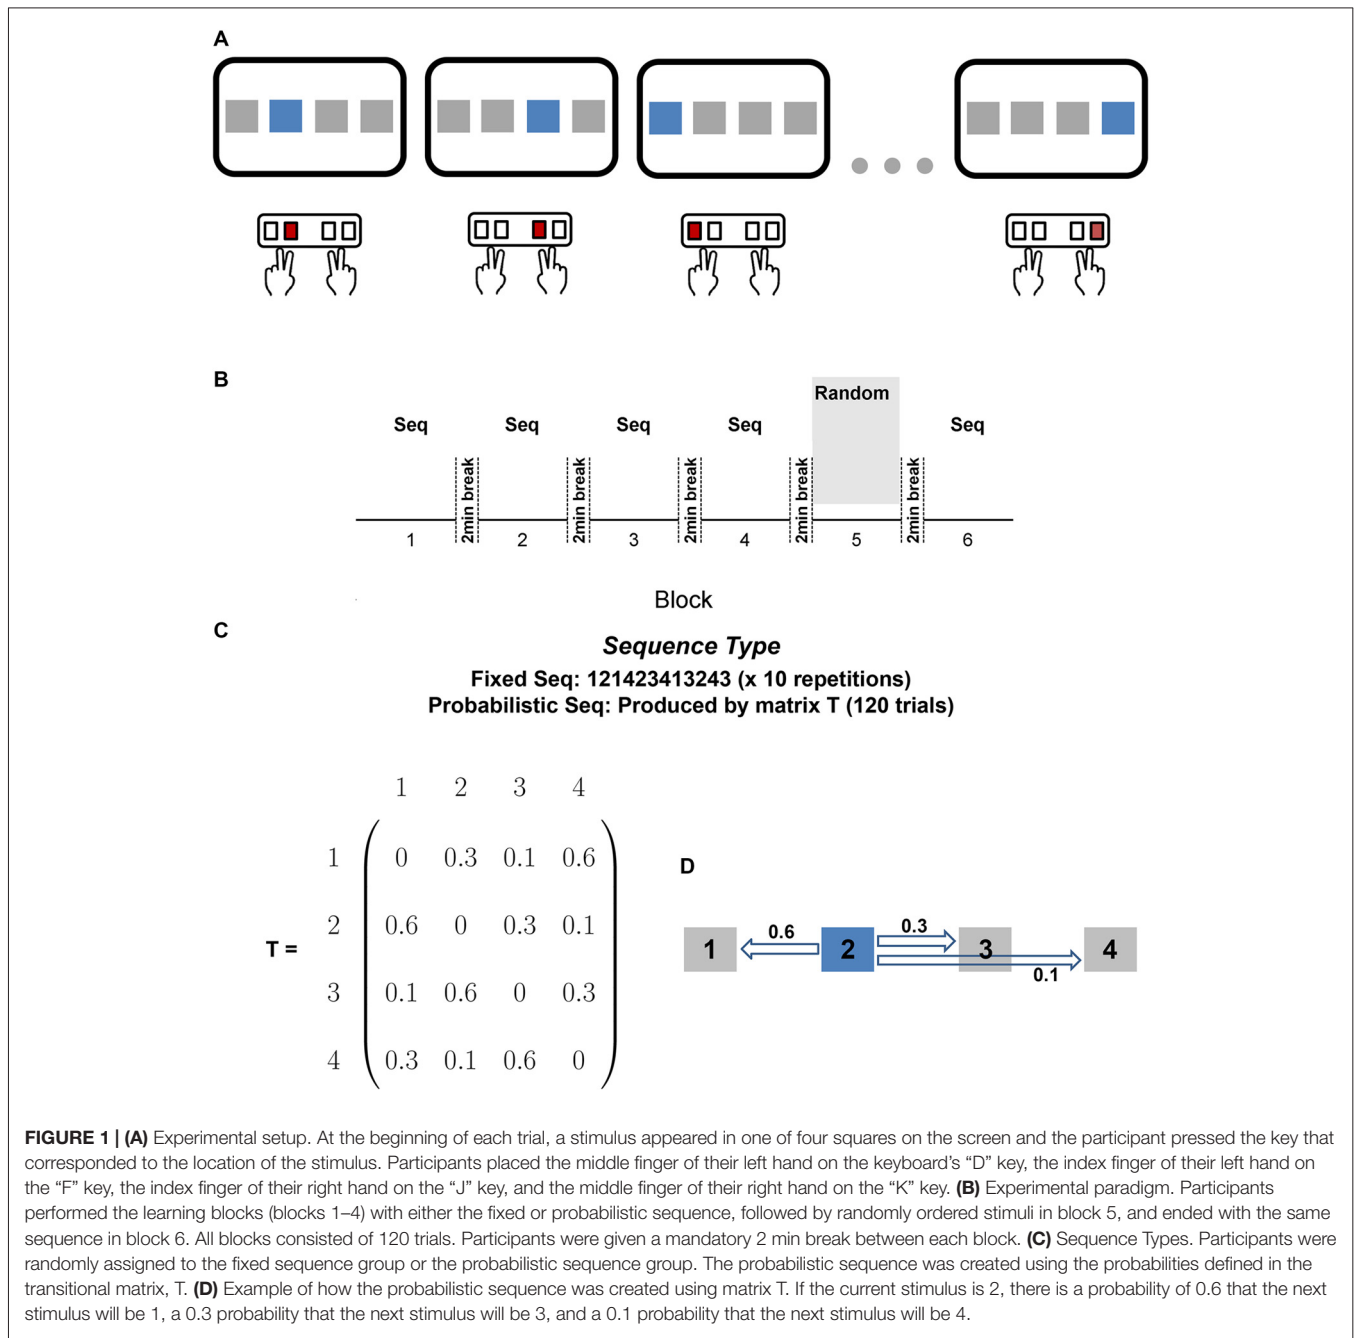 A
B
Random
Seq Seq Seq Seq Seq
2min break 2min break 2min break 2min break 2min break
1 2 3 4 5 6
Block
C
Sequence Type
Fixed Seq: 121423413243 (x 10 repetitions)
Probabilistic Seq: Produced by matrix T (120 trials)
1 2 3 4
1 0 0.3 0.1 0.6
2 0.6 0 0.3 0.1
T =
3 0.1 0.6 0 0.3
4 0.3 0.1 0.6 0
D
0.6 0.3
1 2 3 4
0.1
FIGURE 1 | (A) Experimental setup. At the beginning of each trial, a stimulus appeared in one of four squares on the screen and the participant pressed the key that
corresponded to the location of the stimulus. Participants placed the middle finger of their left hand on the keyboard's “D” key, the index finger of their left hand on
the “F” key, the index finger of their right hand on the “J” key, and the middle finger of their right hand on the “K” key. (B) Experimental paradigm. Participants
performed the learning blocks (blocks 1–4) with either the fixed or probabilistic sequence, followed by randomly ordered stimuli in block 5, and ended with the same
sequence in block 6. All blocks consisted of 120 trials. Participants were given a mandatory 2 min break between each block. (C) Sequence Types. Participants were
randomly assigned to the fixed sequence group or the probabilistic sequence group. The probabilistic sequence was created using the probabilities defined in the
transitional matrix, T. (D) Example of how the probabilistic sequence was created using matrix T. If the current stimulus is 2, there is a probability of 0.6 that the next
stimulus will be 1, a 0.3 probability that the next stimulus will be 3, and a 0.1 probability that the next stimulus will be 4.